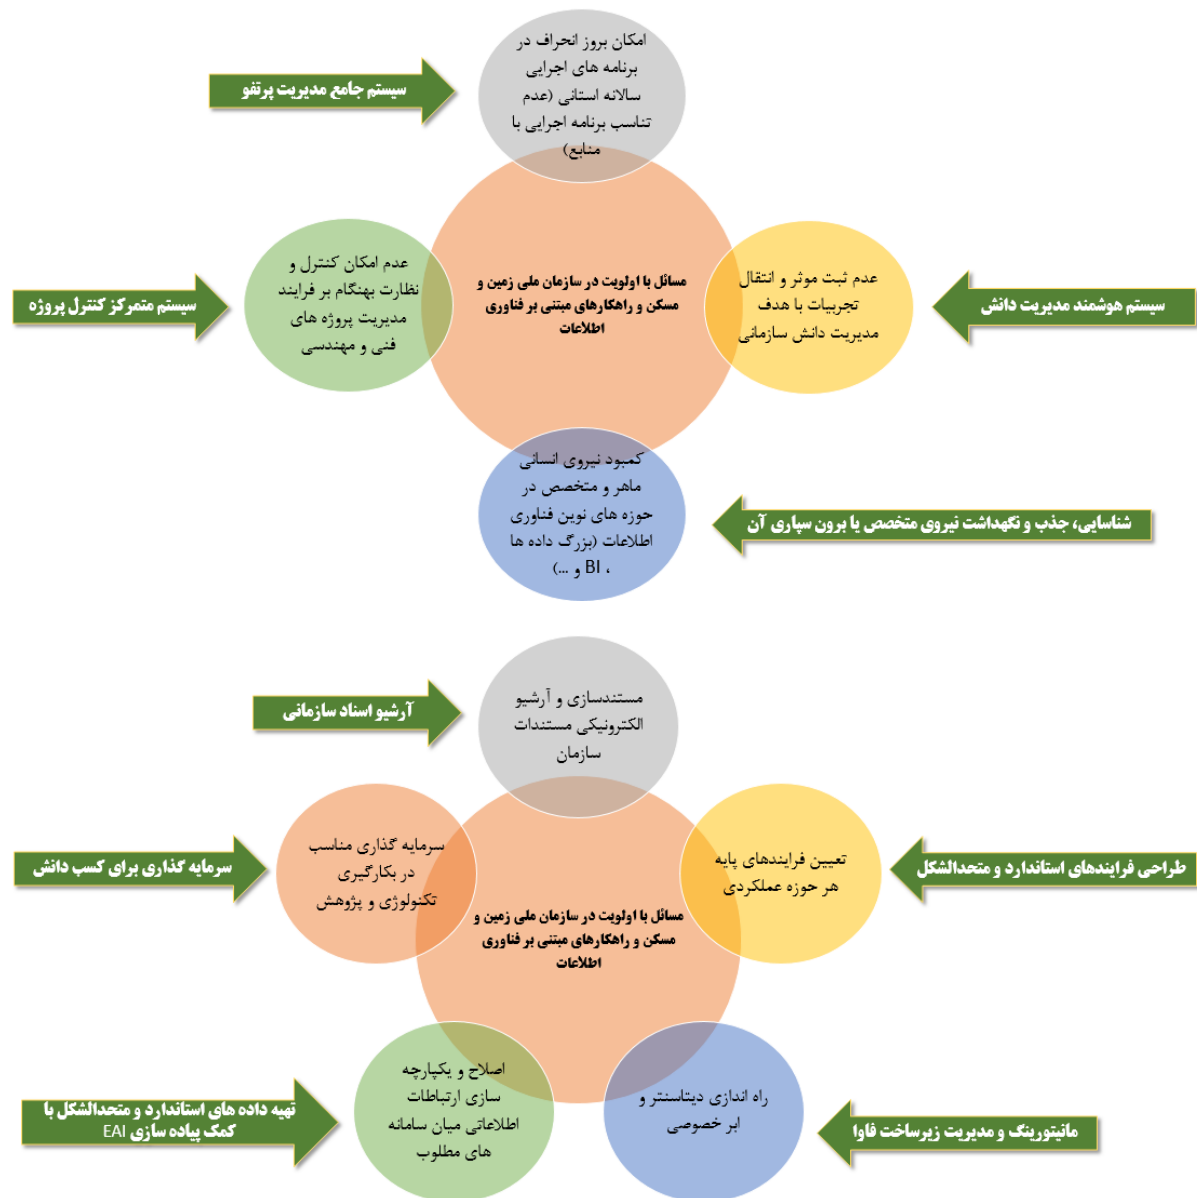 امکان بروز انحراف در
برنامه های اجرایی
سالانه استانی (عدم
تناسب برنامه اجرایی با
منابع)
سیستم جامع مدیریت پرتفو
عدم ثبت موثر و انتقال
تجربیات با هدف
مدیریت دانش سازمانی
سیستم هوشمند مدیریت دانش
مسائل با اولویت در سازمان ملی زمین و
مسکن و راهکارهای مبتنی بر فناوری
اطلاعات
عدم امکان کنترل و
نظارت بهنگام بر فرایند
مدیریت پروژه های
فنی و مهندسی
سیستم متمرکز کنترل پروژه
کمبود نیروی انسانی
ماهر و متخصص در
حوزه های نوین فناوری
اطلاعات (بزرگ داده ها
، BI و ...)
شناسایی، جذب و نگهداشت نیروی متخصص یا برون سپاری آن
مستندسازی و آرشیو
الکترونیکی مستندات
سازمان
آرشیو اسناد سازمانی
تعیین فرایندهای پایه
هر حوزه عملکردی
طراحی فرایندهای استاندارد و متحدالشکل
مسائل با اولویت در سازمان ملی زمین و
مسکن و راهکارهای مبتنی بر فناوری
اطلاعات
سرمایه گذاری مناسب
در بکارگیری
تکنولوژی و پژوهش
سرمایه گذاری برای کسب دانش
راه اندازی دیتاسنتر و
ابر خصوصی
مانیتورینگ و مدیریت زیرساخت فاوا
اصلاح و یکپارچه
سازی ارتباطات
اطلاعاتی میان سامانه
های مطلوب
تهیه داده های استاندارد و متحدالشکل با
کمک پیاده سازی EAI